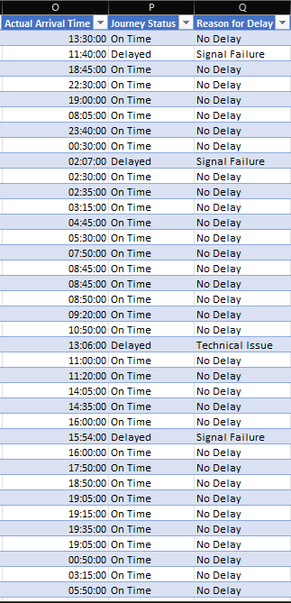 O P Q
Actual Arrival Time Journey Status Reason for Delay
13:30:00 On Time No Delay
11:40:00 Delayed Signal Failure
18:45:00 On Time No Delay
22:30:00 On Time No Delay
19:00:00 On Time No Delay
08:05:00 On Time No Delay
23:40:00 On Time No Delay
00:30:00 On Time No Delay
02:07:00 Delayed Signal Failure
02:30:00 On Time No Delay
02:35:00 On Time No Delay
03:15:00 On Time No Delay
04:45:00 On Time No Delay
05:30:00 On Time No Delay
07:50:00 On Time No Delay
08:45:00 On Time No Delay
08:45:00 On Time No Delay
08:50:00 On Time No Delay
09:20:00 On Time No Delay
10:50:00 On Time No Delay
13:06:00 Delayed Technical Issue
11:00:00 On Time No Delay
11:20:00 On Time No Delay
14:05:00 On Time No Delay
14:35:00 On Time No Delay
16:00:00 On Time No Delay
15:54:00 Delayed Signal Failure
16:00:00 On Time No Delay
17:50:00 On Time No Delay
18:50:00 On Time No Delay
19:05:00 On Time No Delay
19:15:00 On Time No Delay
19:35:00 On Time No Delay
19:05:00 On Time No Delay
00:50:00 On Time No Delay
03:15:00 On Time No Delay
05:50:00 On Time No Delay